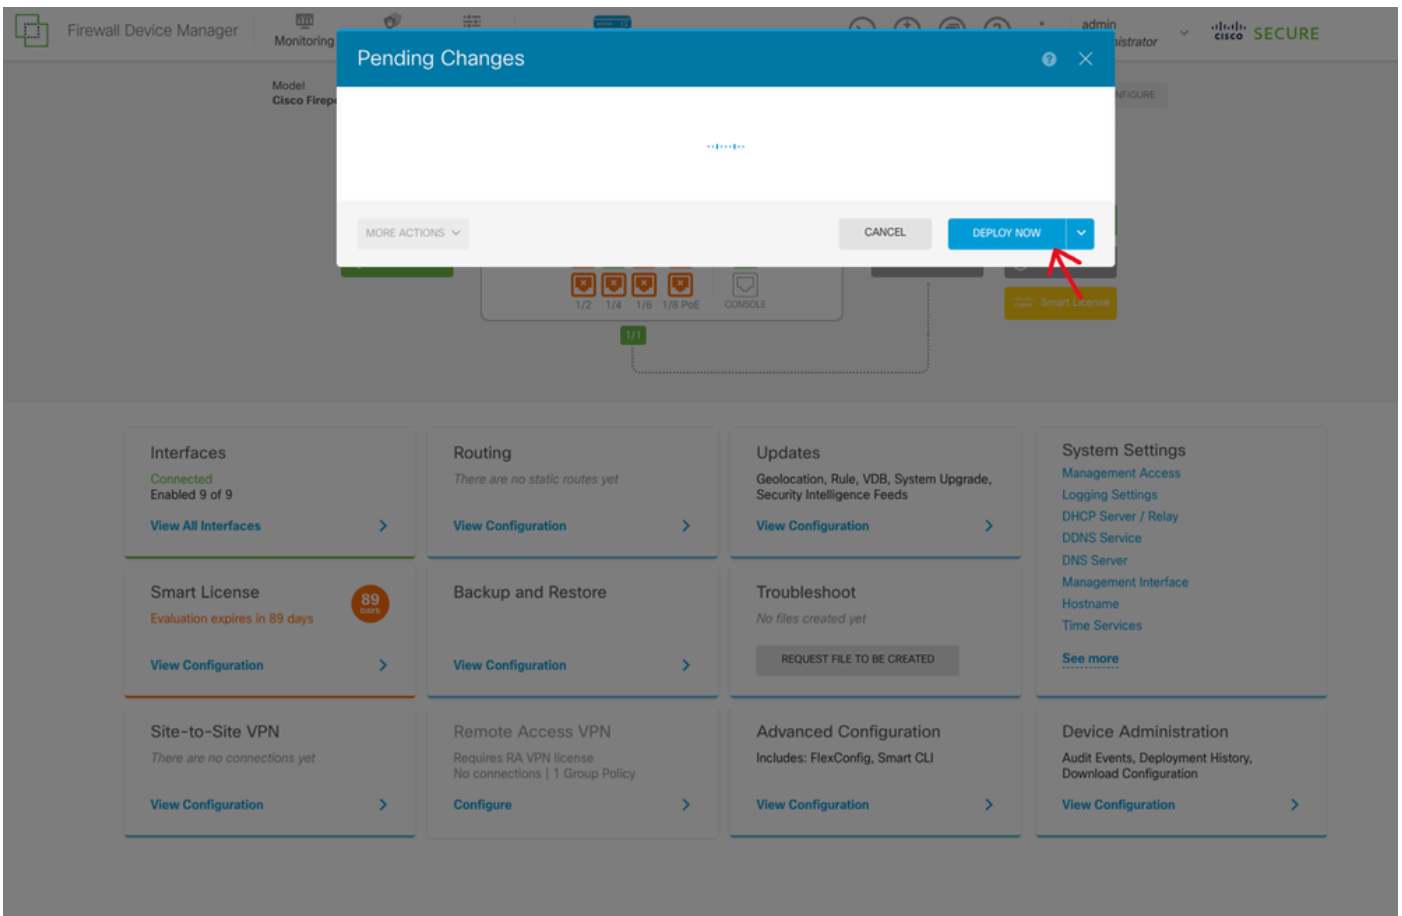 Firewall Device Manager
Monitoring
admin
istrator
cisco SECURE
Pending Changes
Model
Cisco Firep
NFIGURE
MORE ACTIONS
CANCEL
DEPLOY NOW
1/2 1/4 1/6 1/8 PoE CONSOLE
Smart License
1/1
Interfaces
Connected
Enabled 9 of 9
View All Interfaces
Routing
There are no static routes yet
View Configuration
Updates
Geolocation, Rule, VDB, System Upgrade,
Security Intelligence Feeds
View Configuration
System Settings
Management Access
Logging Settings
DHCP Server / Relay
DDNS Service
DNS Server
Management Interface
Hostname
Time Services
See more
Smart License
Evaluation expires in 89 days
89
DAYS
View Configuration
Backup and Restore
View Configuration
Troubleshoot
No files created yet
REQUEST FILE TO BE CREATED
Site-to-Site VPN
There are no connections yet
View Configuration
Remote Access VPN
Requires RA VPN license
No connections | 1 Group Policy
Configure
Advanced Configuration
Includes: FlexConfig, Smart CLI
View Configuration
Device Administration
Audit Events, Deployment History,
Download Configuration
View Configuration